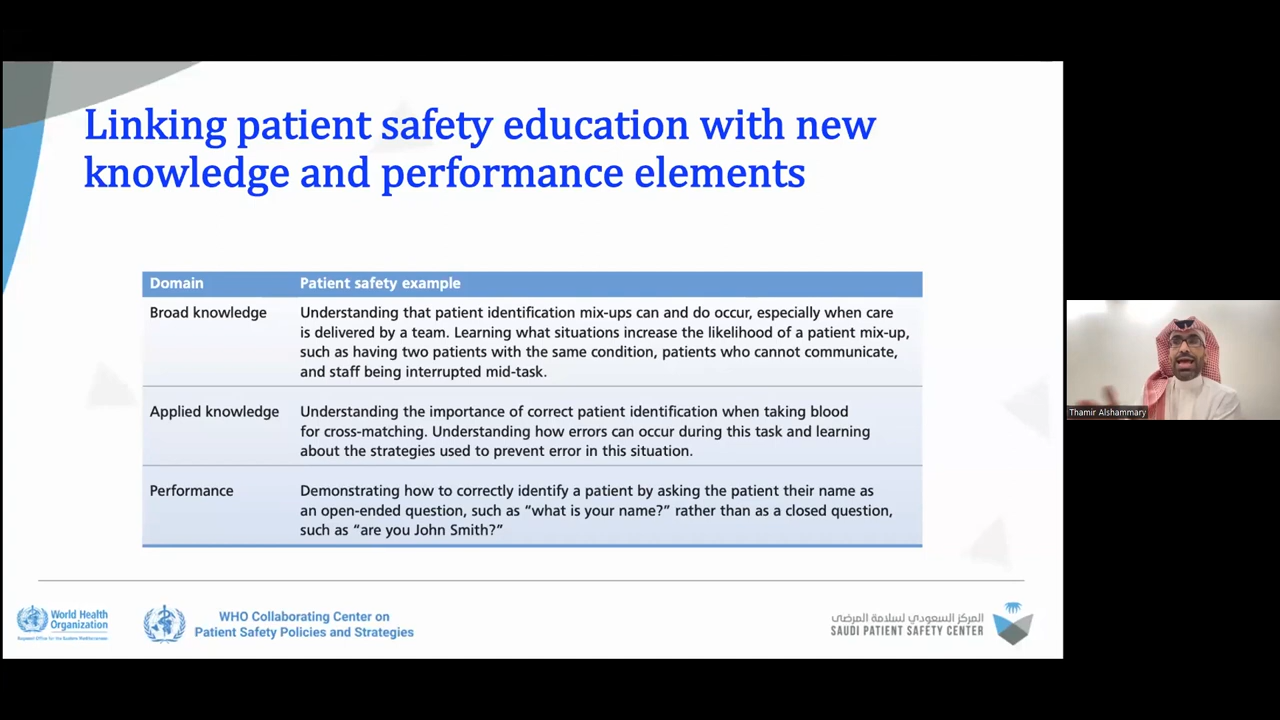 Linking patient safety education with new
knowledge and performance elements
Domain
Patient safety example
Broad knowledge
Understanding that patient identification mix-ups can and do occur, especially when care
is delivered by a team. Learning what situations increase the likelihood of a patient mix-up,
such as having two patients with the same condition, patients who cannot communicate,
and staff being interrupted mid-task.
Applied knowledge
Understanding the importance of correct patient identification when taking blood
for cross-matching. Understanding how errors can occur during this task and learning
about the strategies used to prevent error in this situation.
Performance
Demonstrating how to correctly identify a patient by asking the patient their name as
an open-ended question, such as “what is your name?” rather than as a closed question,
such as “are you John Smith?”
World Health
Organization
Regional Office for the Eastern Mediterranean
WHO Collaborating Center on
Patient Safety Policies and Strategies
المركز السعودي لسلامة المرضى
SAUDI PATIENT SAFETY CENTER
Thamir Alshammary